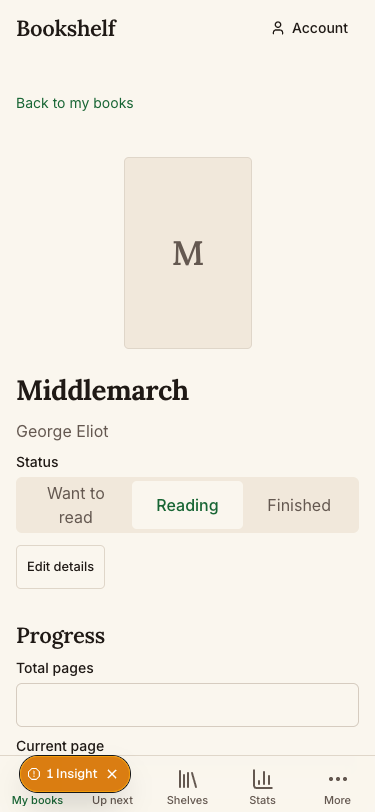 Bookshelf
Account
Back to my books
M
Middlemarch
George Eliot
Status
Want to
read
Reading
Finished
Edit details
Progress
Total pages
Current page
1 Insight
My books
Up next
Shelves
Stats
More